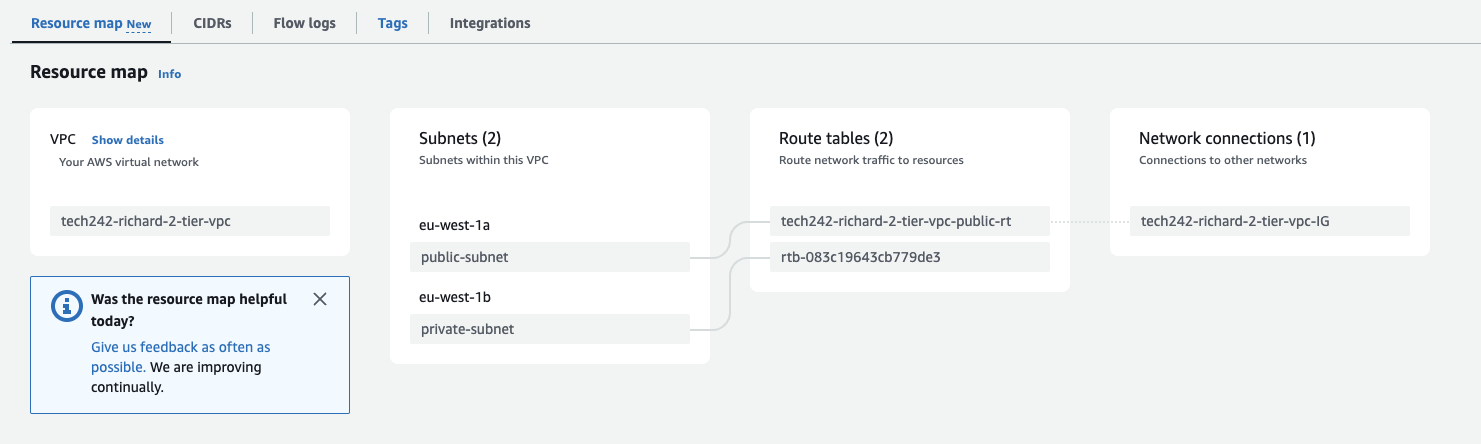 Resource map New
CIDRs
Flow logs
Tags
Integrations
Resource map Info
VPC Show details
Your AWS virtual network
tech242-richard-2-tier-vpc
Was the resource map helpful
today?
Give us feedback as often as
possible. We are improving
continually.
Subnets (2)
Subnets within this VPC
eu-west-1a
public-subnet
eu-west-1b
private-subnet
Route tables (2)
Route network traffic to resources
tech242-richard-2-tier-vpc-public-rt
rtb-083c19643cb779de3
Network connections (1)
Connections to other networks
tech242-richard-2-tier-vpc-IG